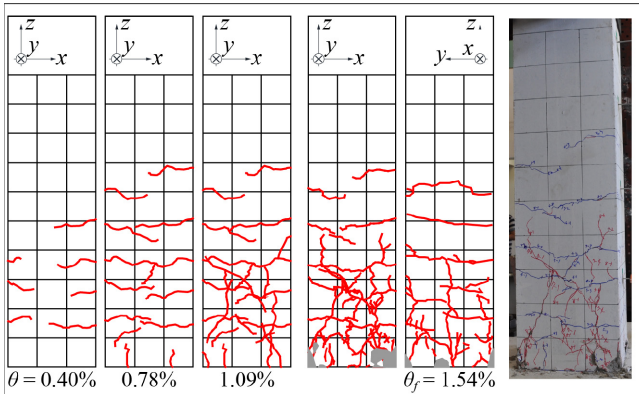 z z z z z
y y y y
x x x x y x
θ = 0.40% 0.78% 1.09% θf = 1.54%